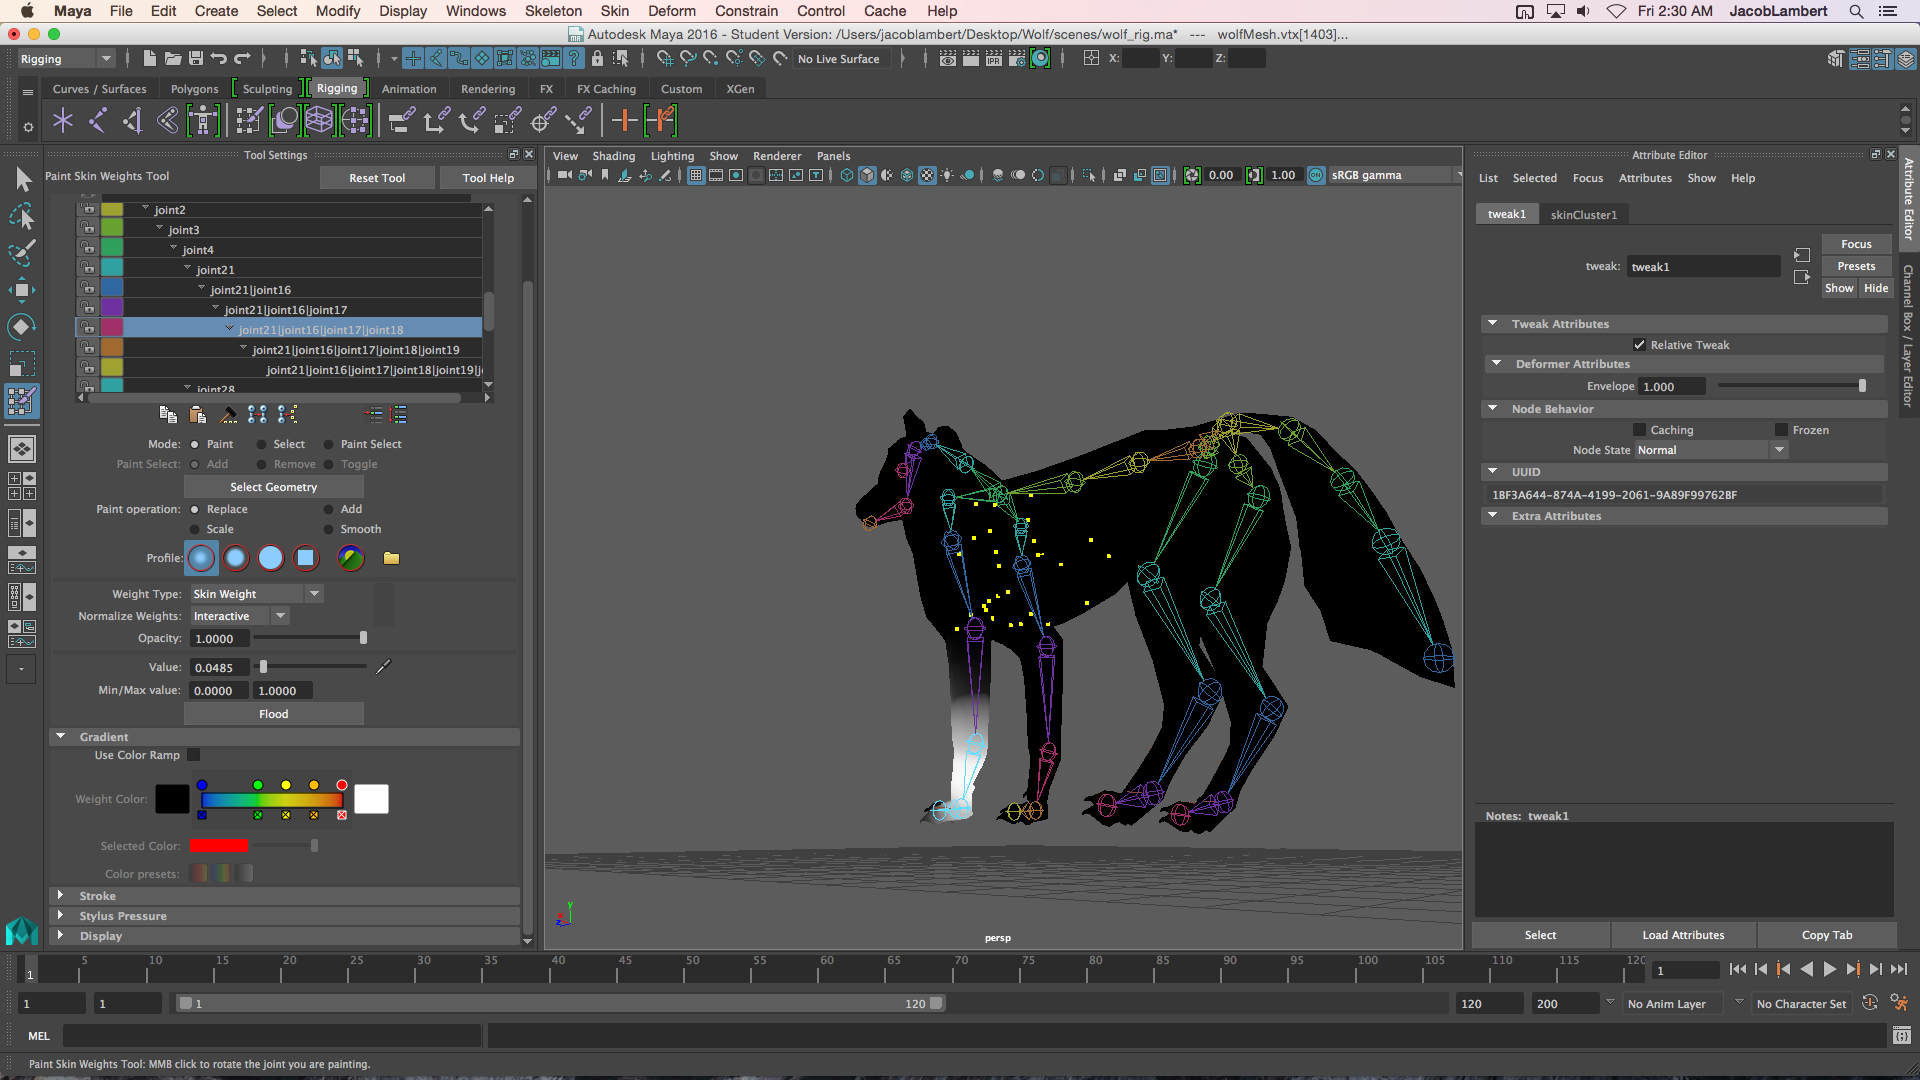 Maya File Edit Create Select Modify Display Windows Skeleton Skin Deform Constrain Control Cache Help Fri 2:30 AM JacobLambert
Autodesk Maya 2016 - Student Version: /Users/jacoblambert/Desktop/Wolf/scenes/wolf_rig.ma* --- wolfMesh.vtx[1403]...
Rigging No Live Surface X: Y: Z:
Curves / Surfaces Polygons Sculpting Rigging Animation Rendering FX FX Caching Custom XGen
Tool Settings
Paint Skin Weights Tool Reset Tool Tool Help
joint2
joint3
joint4
joint21
joint21|joint16
joint21|joint16|joint17
joint21|joint16|joint17|joint18
joint21|joint16|joint17|joint18|joint19
joint21|joint16|joint17|joint18|joint19|j
joint28
Mode: Paint Select Paint Select
Paint Select: Add Remove Toggle
Select Geometry
Paint operation: Replace Add
Scale Smooth
Profile:
Weight Type: Skin Weight
Normalize Weights: Interactive
Opacity: 1.0000
Value: 0.0485
Min/Max value: 0.0000 1.0000
Flood
Gradient
Use Color Ramp
Weight Color:
Selected Color:
Color presets:
Stroke
Stylus Pressure
Display
View Shading Lighting Show Renderer Panels
IPR
0.00 1.00 ON sRGB gamma
y
z
persp
Attribute Editor
List Selected Focus Attributes Show Help
tweak1 skinCluster1
Focus
tweak: tweak1
Presets
Show Hide
Tweak Attributes
Relative Tweak
Deformer Attributes
Envelope 1.000
Node Behavior
Caching Frozen
Node State Normal
UUID
1BF3A644-874A-4199-2061-9A89F99762BF
Extra Attributes
Notes: tweak1
Select Load Attributes Copy Tab
Attribute Editor
Channel Box / Layer Editor
1 5 10 15 20 25 30 35 40 45 50 55 60 65 70 75 80 85 90 95 100 105 110 115 120 1
1 1 1 120 120 200 No Anim Layer No Character Set
MEL
Paint Skin Weights Tool: MMB click to rotate the joint you are painting.